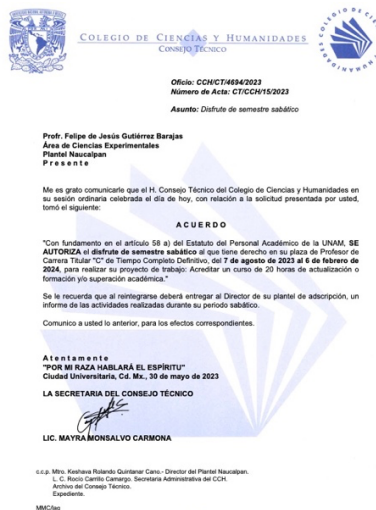 COLEGIO DE CIENCIAS Y HUMANIDADES
CONSEJO TÉCNICO
Oficio: CCH/CT/4694/2023
Número de Acta: CT/CCH/15/2023
Asunto: Disfrute de semestre sabático
Profr. Felipe de Jesús Gutiérrez Barajas
Área de Ciencias Experimentales
Plantel Naucalpan
P r e s e n t e
Me es grato comunicarle que el H. Consejo Técnico del Colegio de Ciencias y Humanidades en
su sesión ordinaria celebrada el día de hoy, con relación a la solicitud presentada por usted,
tomó el siguiente:
A C U E R D O
"Con fundamento en el artículo 58 a) del Estatuto del Personal Académico de la UNAM, SE
AUTORIZA el disfrute de semestre sabático al que tiene derecho en su plaza de Profesor de
Carrera Titular "C" de Tiempo Completo Definitivo, del 7 de agosto de 2023 al 6 de febrero de
2024, para realizar su proyecto de trabajo: Acreditar un curso de 20 horas de actualización o
formación y/o superación académica."
Se le recuerda que al reintegrarse deberá entregar al Director de su plantel de adscripción, un
informe de las actividades realizadas durante su periodo sabático.
Comunico a usted lo anterior, para los efectos correspondientes.
A t e n t a m e n t e
"POR MI RAZA HABLARÁ EL ESPÍRITU"
Ciudad Universitaria, Cd. Mx., 30 de mayo de 2023
LA SECRETARIA DEL CONSEJO TÉCNICO
LIC. MAYRA MONSALVO CARMONA
c.c.p. Mtro. Keshava Rolando Quintanar Cano.- Director del Plantel Naucalpan.
L. C. Rocío Carrillo Camargo. Secretaria Administrativa del CCH.
Archivo del Consejo Técnico.
Expediente.